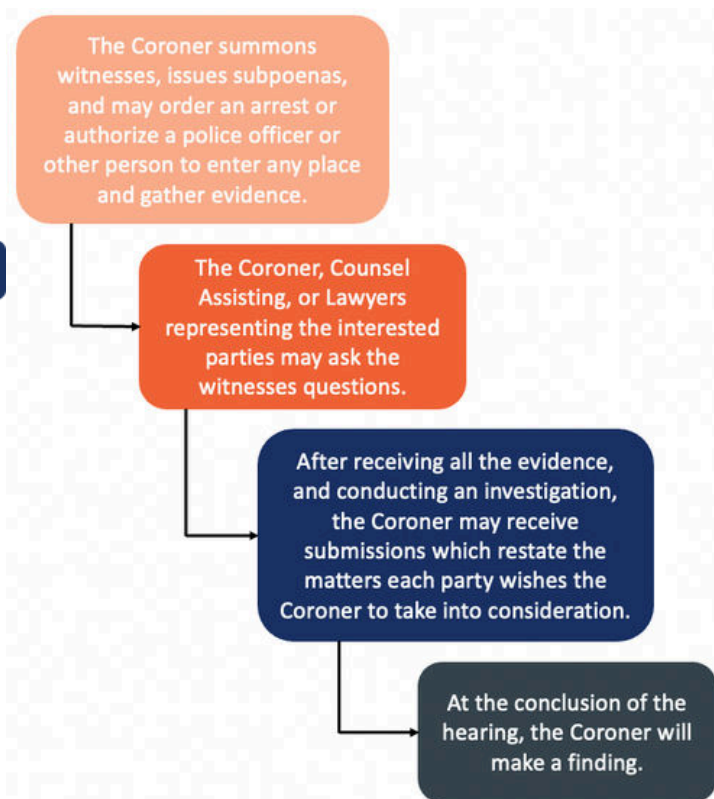 The Coroner summons
witnesses, issues subpoenas,
and may order an arrest or
authorize a police officer or
other person to enter any place
and gather evidence.
The Coroner, Counsel
Assisting, or Lawyers
representing the interested
parties may ask the
witnesses questions.
After receiving all the evidence,
and conducting an investigation,
the Coroner may receive
submissions which restate the
matters each party wishes the
Coroner to take into consideration.
At the conclusion of the
hearing, the Coroner will
make a finding.